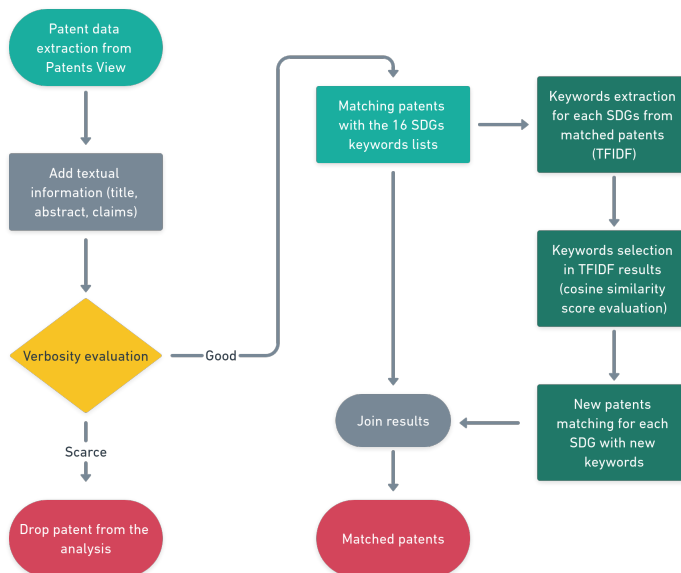 Patent data
extraction from
Patents View
Add textual
information (title,
abstract, claims)
Verbosity evaluation
Good
Scarce
Drop patent from the
analysis
Matching patents
with the 16 SDGs
keywords lists
Keywords extraction
for each SDGs from
matched patents
(TFIDF)
Keywords selection
in TFIDF results
(cosine similarity
score evaluation)
New patents
matching for each
SDG with new
keywords
Join results
Matched patents